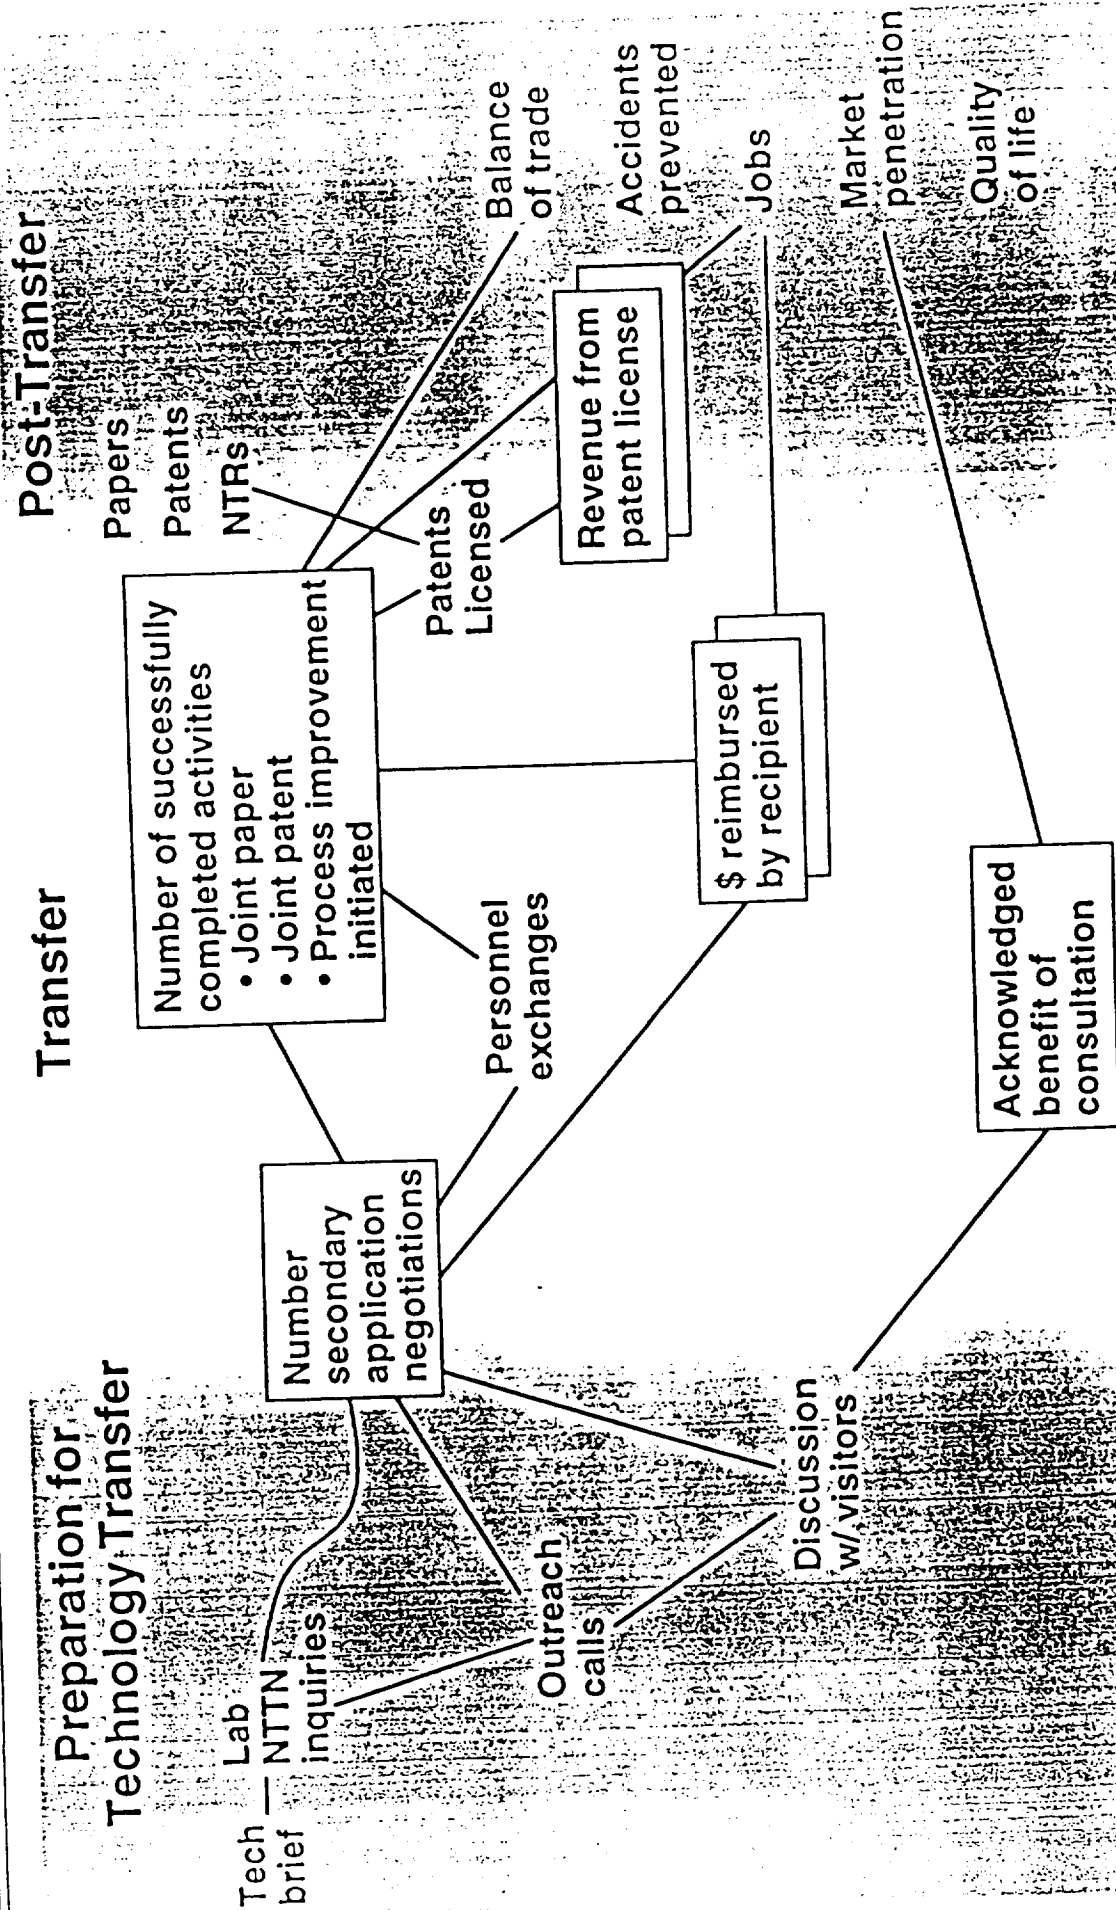 Preparation for
Technology Transfer
Transfer
Post-Transfer
Tech
brief
Lab
NTTN
inquiries
Outreach
calls
Discussion
w/visitors
Number
secondary
application
negotiations
Number of successfully
completed activities
• Joint paper
• Joint patent
• Process improvement
initiated
Personnel
exchanges
$ reimbursed
by recipient
Acknowledged
benefit of
consultation
Papers
Patents
NTRs
Patents
Licensed
Revenue from
patent license
Balance
of trade
Accidents
prevented
Jobs
Market
penetration
Quality
of life